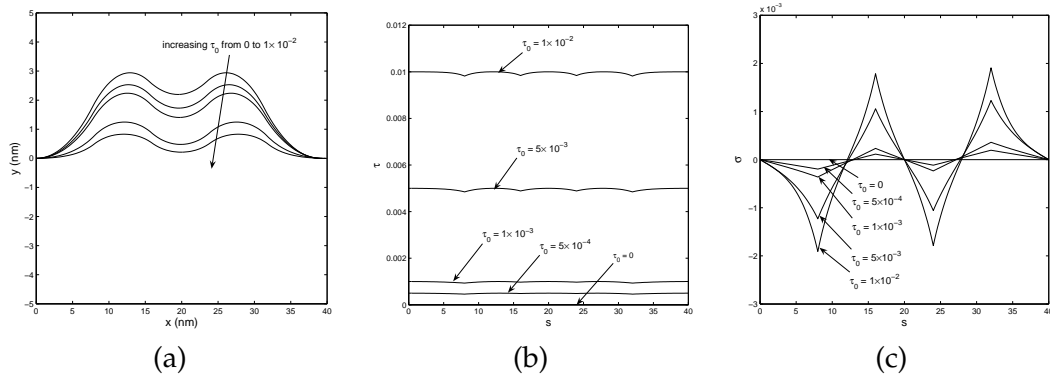 5
4
3
2
1
0
−1
−2
−3
−4
−5
y (nm)
increasing τ0 from 0 to 1× 10−2
0 5 10 15 20 25 30 35 40
x (nm)
(a)
0.012
0.01
0.008
0.006
0.004
0.002
0
τ
τ0 = 1× 10−2
τ0 = 5× 10−3
τ0 = 1× 10−3
τ0 = 5× 10−4
τ0 = 0
0 5 10 15 20 25 30 35 40
s
(b)
x 10−3
3
2
1
0
−1
−2
−3
σ
τ0 = 0
τ0 = 5×10−4
τ0 = 1×10−3
τ0 = 5×10−3
τ0 = 1×10−2
0 5 10 15 20 25 30 35 40
s
(c)